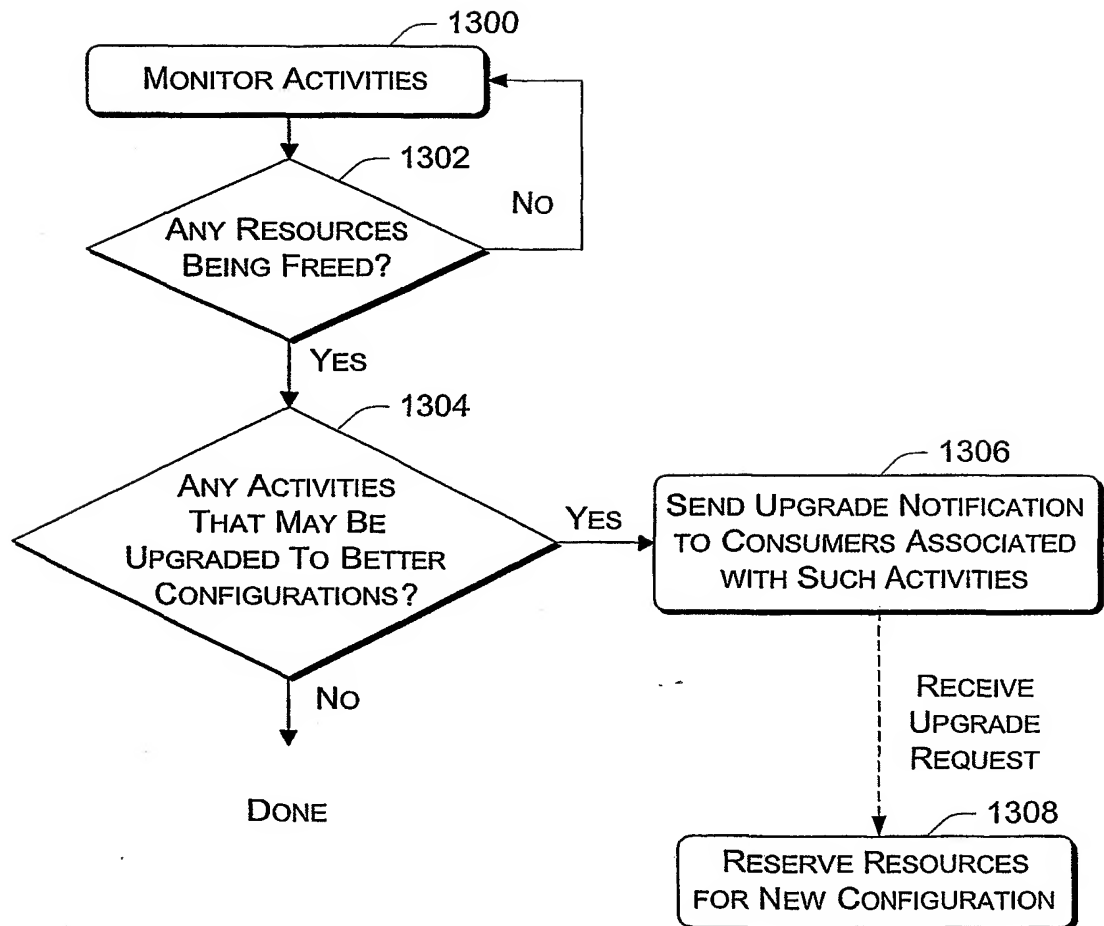 1300
MONITOR ACTIVITIES
1302
NO
ANY RESOURCES
BEING FREED?
YES
1304
ANY ACTIVITIES
THAT MAY BE
UPGRADED TO BETTER
CONFIGURATIONS?
YES
1306
SEND UPGRADE NOTIFICATION
TO CONSUMERS ASSOCIATED
WITH SUCH ACTIVITIES
NO
DONE
RECEIVE
UPGRADE
REQUEST
1308
RESERVE RESOURCES
FOR NEW CONFIGURATION